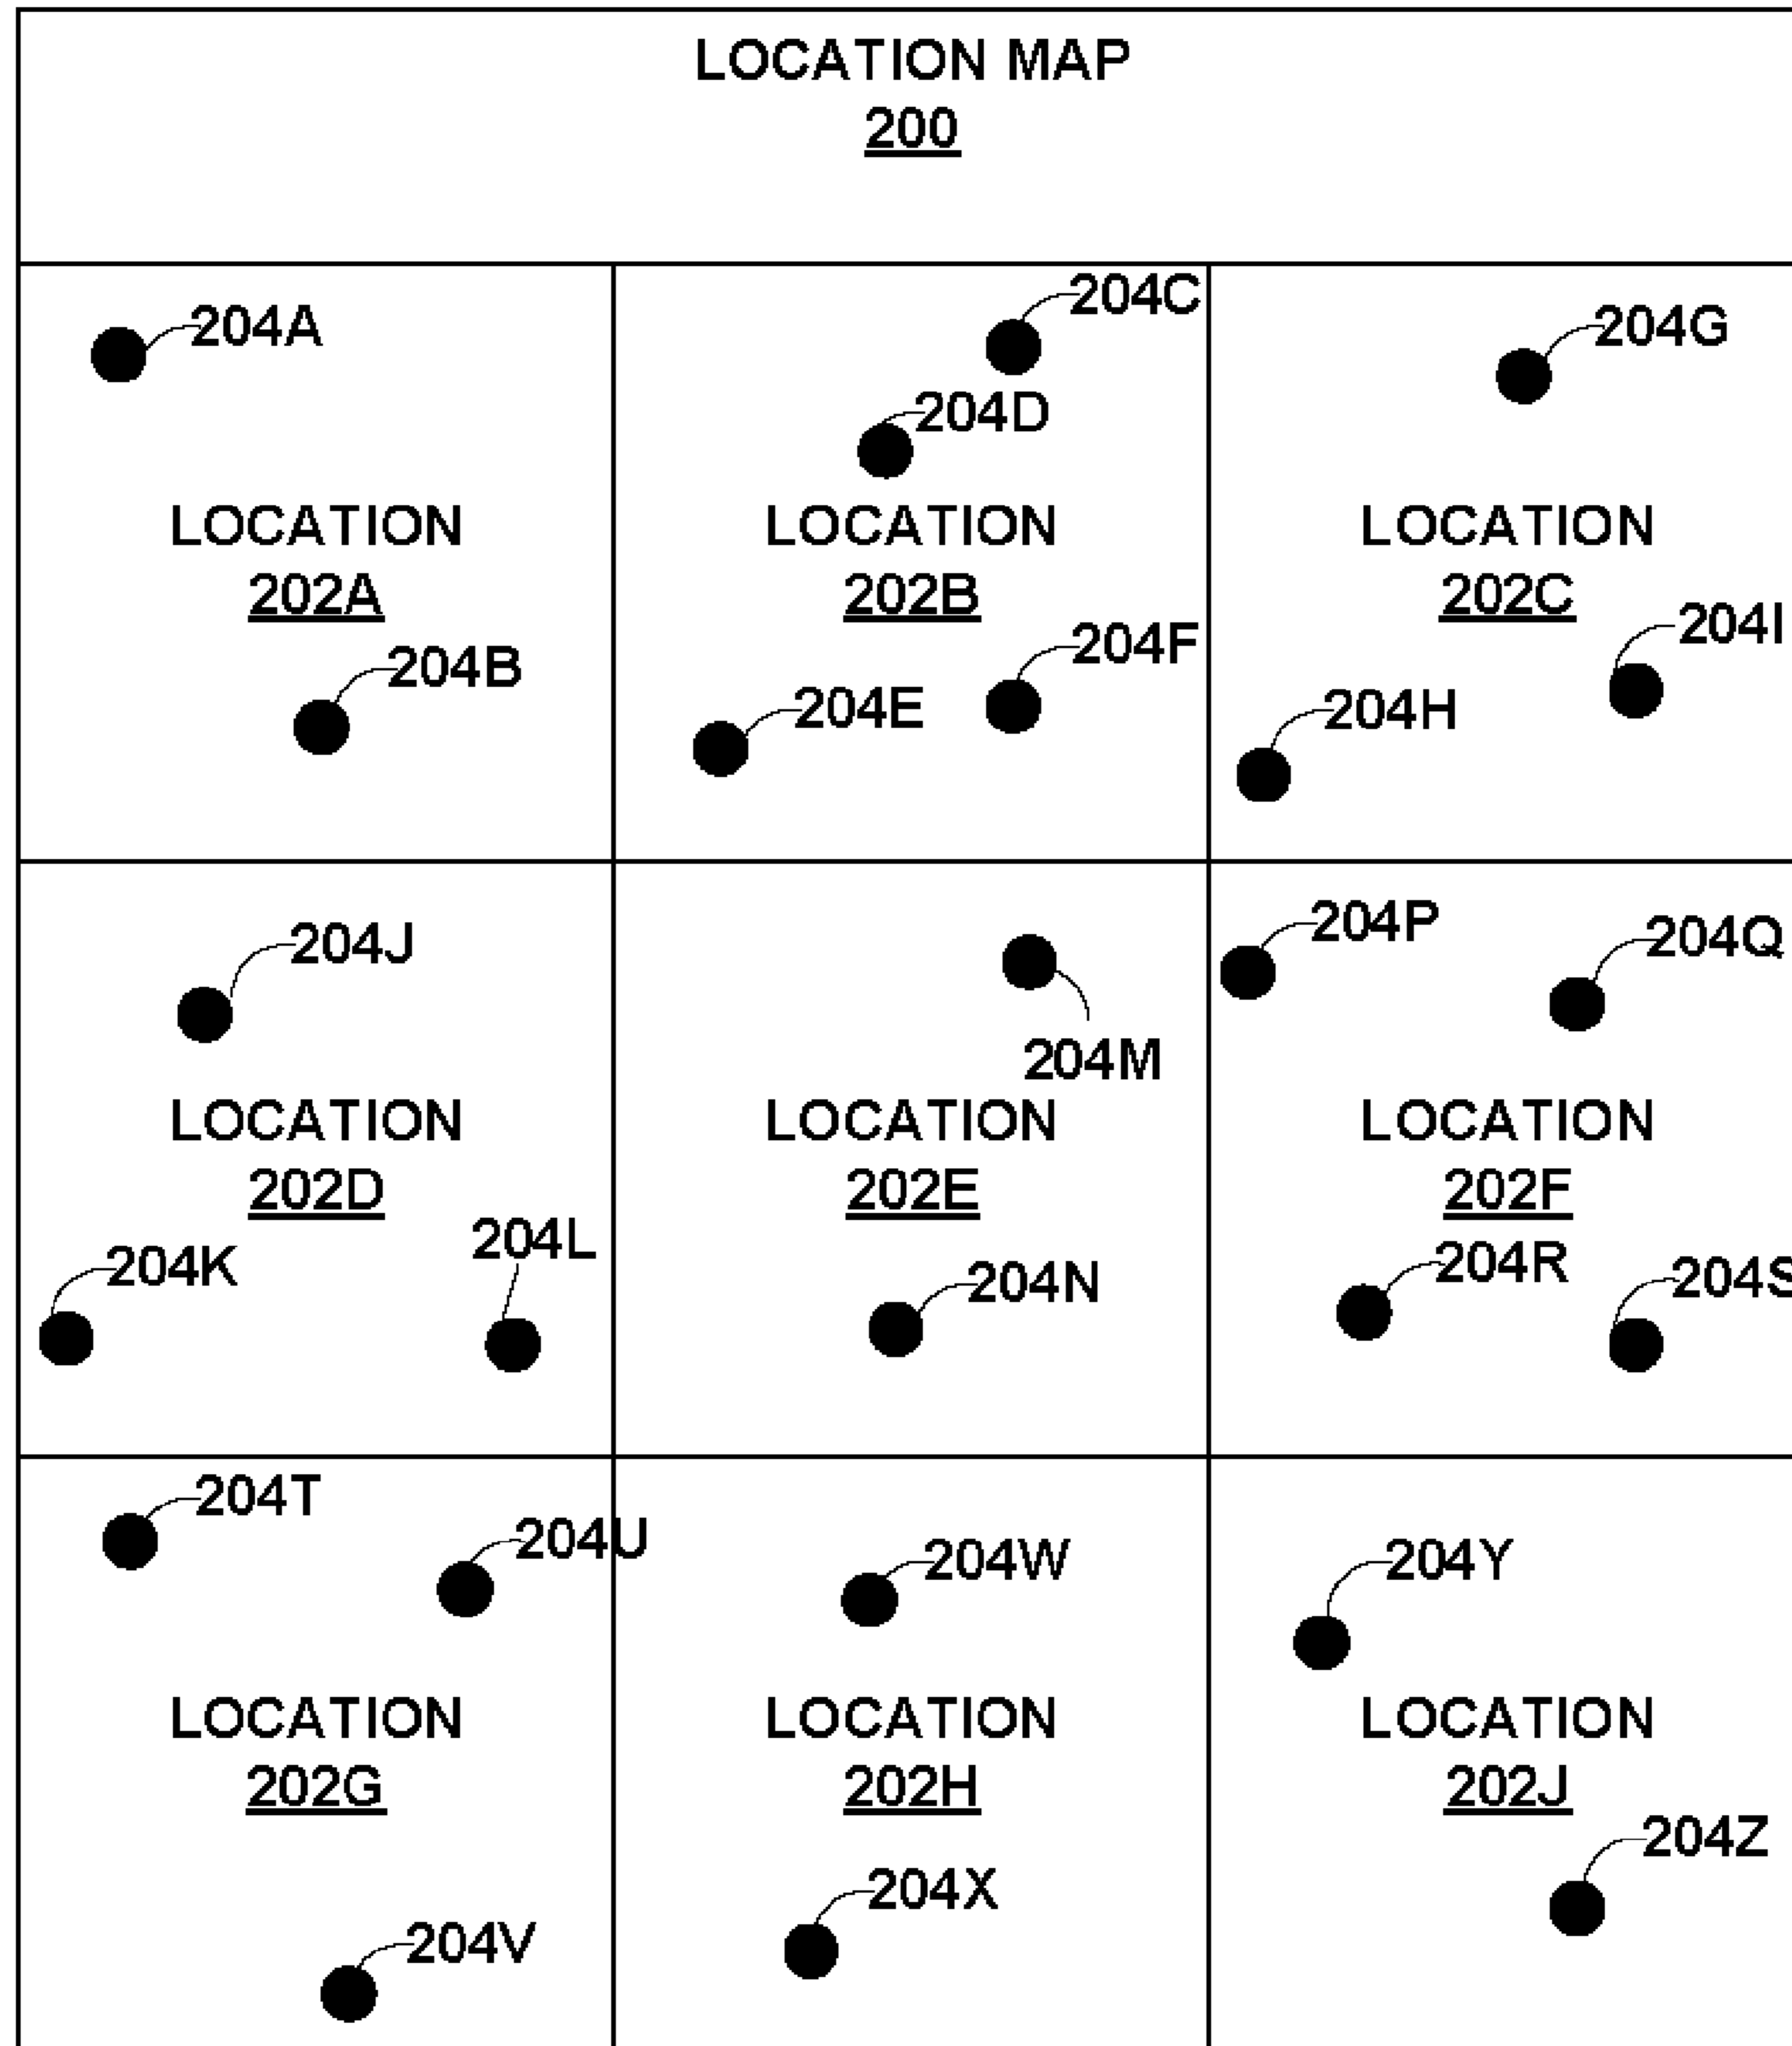 LOCATION MAP
200
204A
204C
204G
204D
LOCATION
202A
LOCATION
202B
LOCATION
202C
204B
204E
204F
204H
204I
204J
204M
204P
204Q
LOCATION
202D
LOCATION
202E
LOCATION
202F
204K
204L
204N
204R
204S
204T
204U
204W
204Y
LOCATION
202G
LOCATION
202H
LOCATION
202J
204V
204X
204Z